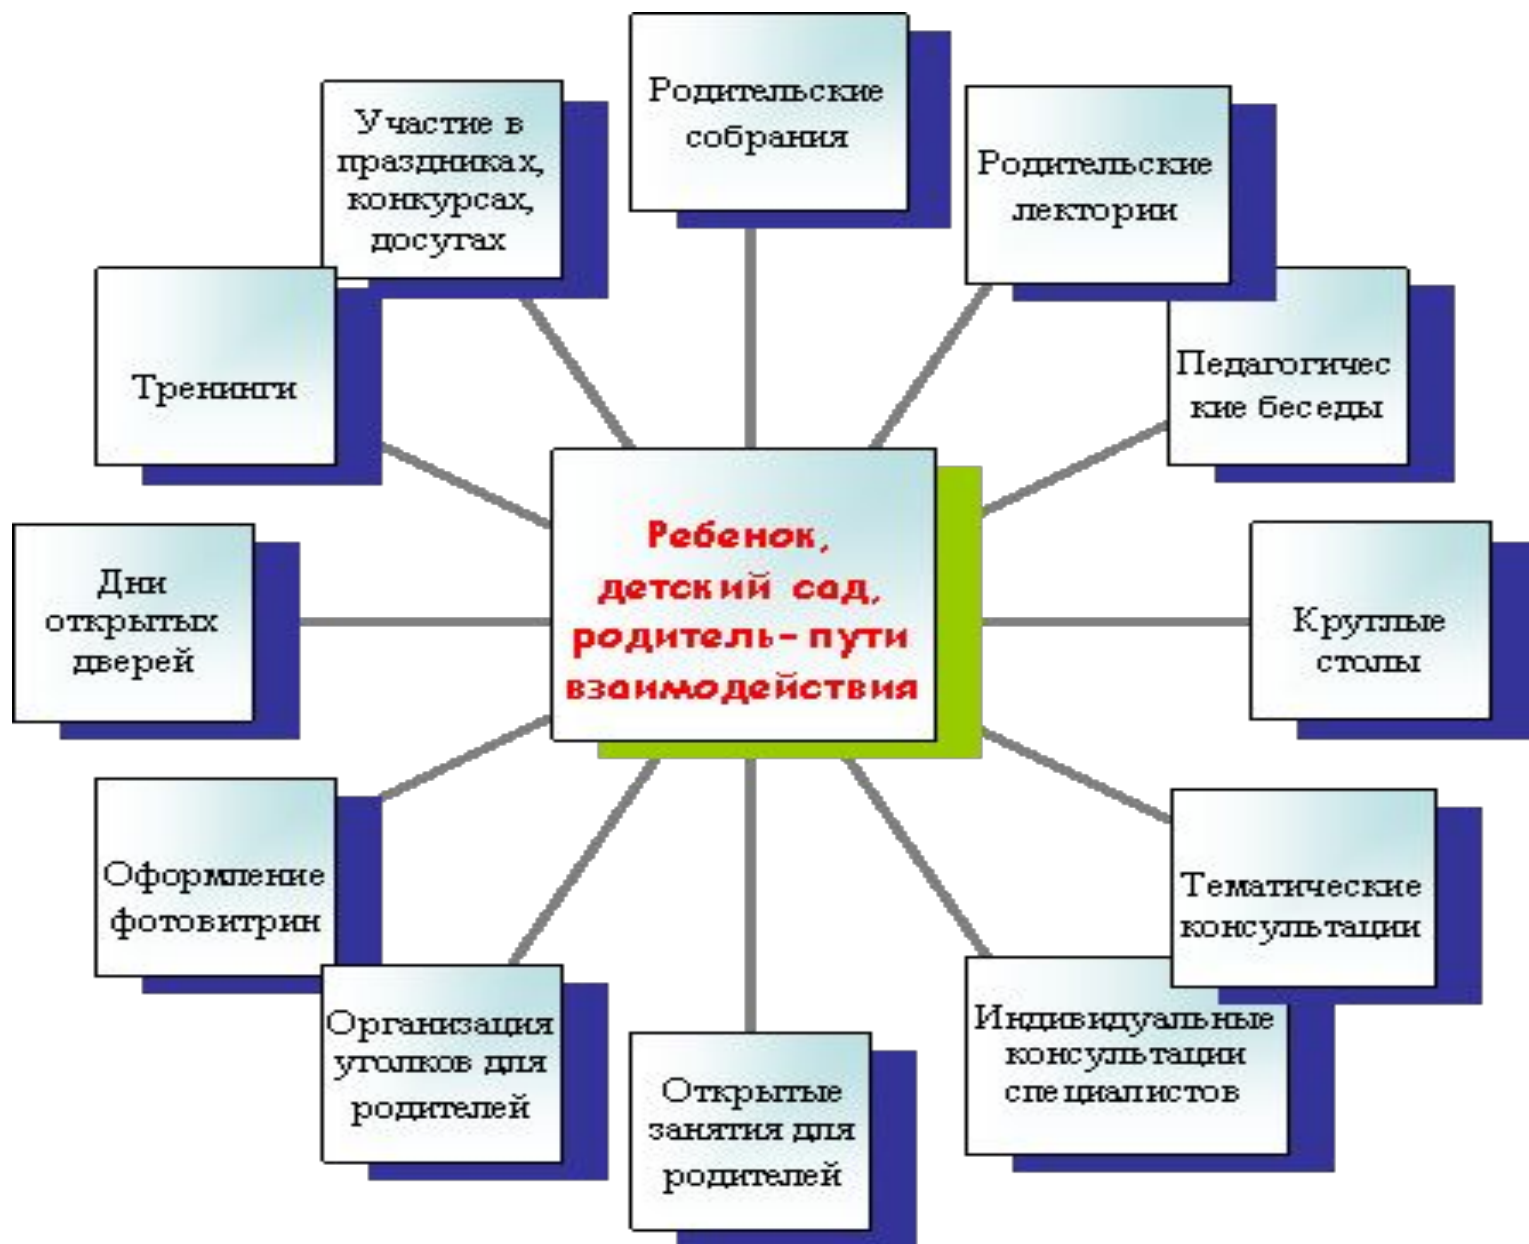 Родительские
собрания
Родительские
лектории
Педагогичес
кие беседы
Круглые
столы
Тематические
консультации
Индивидуальные
консультации
специалистов
Открытые
занятия для
родителей
Организация
уголков для
родителей
Оформление
фотовитрин
Дни
открытых
дверей
Тренинги
Участие в
праздниках,
конкурсах,
досугах
Ребенок,
детский сад,
родитель-пути
взаимодействия